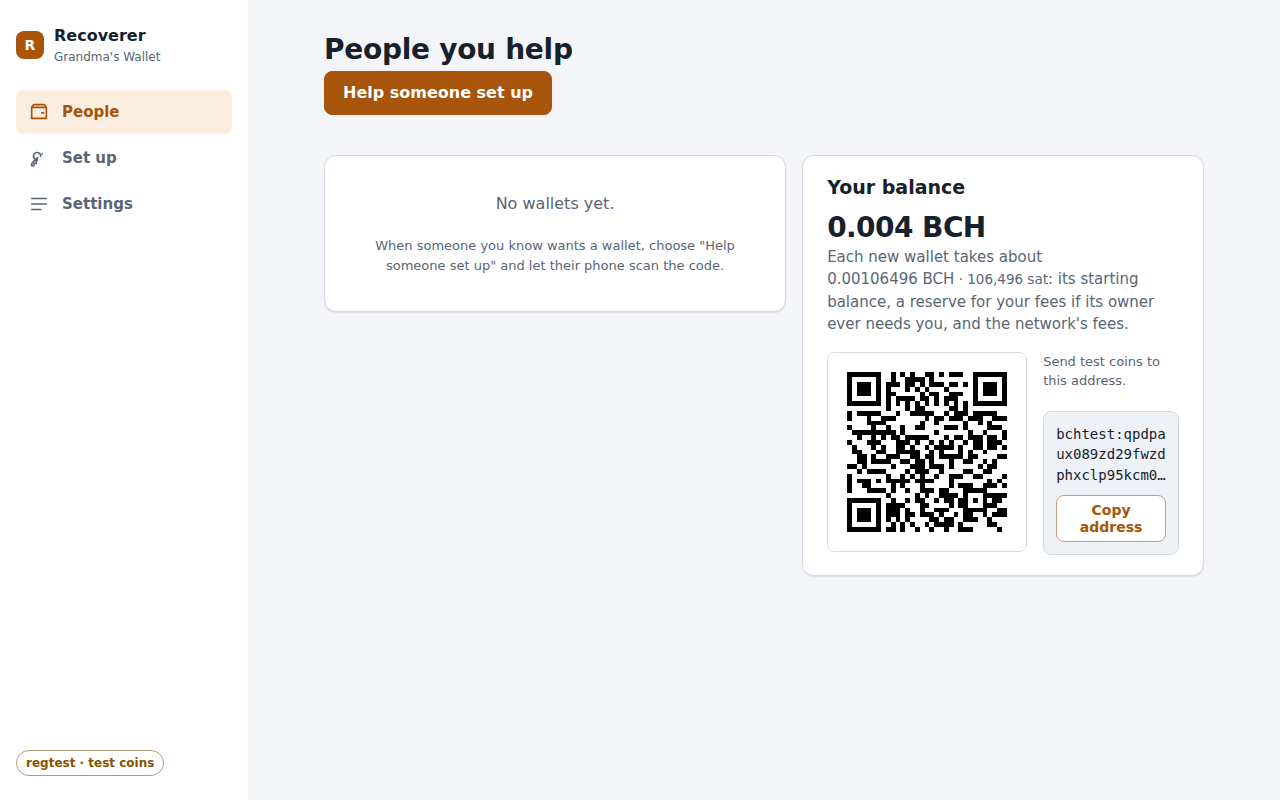 R
Recoverer
Grandma's Wallet
People
Set up
Settings
regtest · test coins
People you help
Help someone set up
No wallets yet.
When someone you know wants a wallet, choose "Help
someone set up" and let their phone scan the code.
Your balance
0.004 BCH
Each new wallet takes about
0.00106496 BCH · 106,496 sat: its starting
balance, a reserve for your fees if its owner
ever needs you, and the network's fees.
Send test coins to
this address.
bchtest:qpdpa
ux089zd29fwzd
phxclp95kcm0…
Copy
address